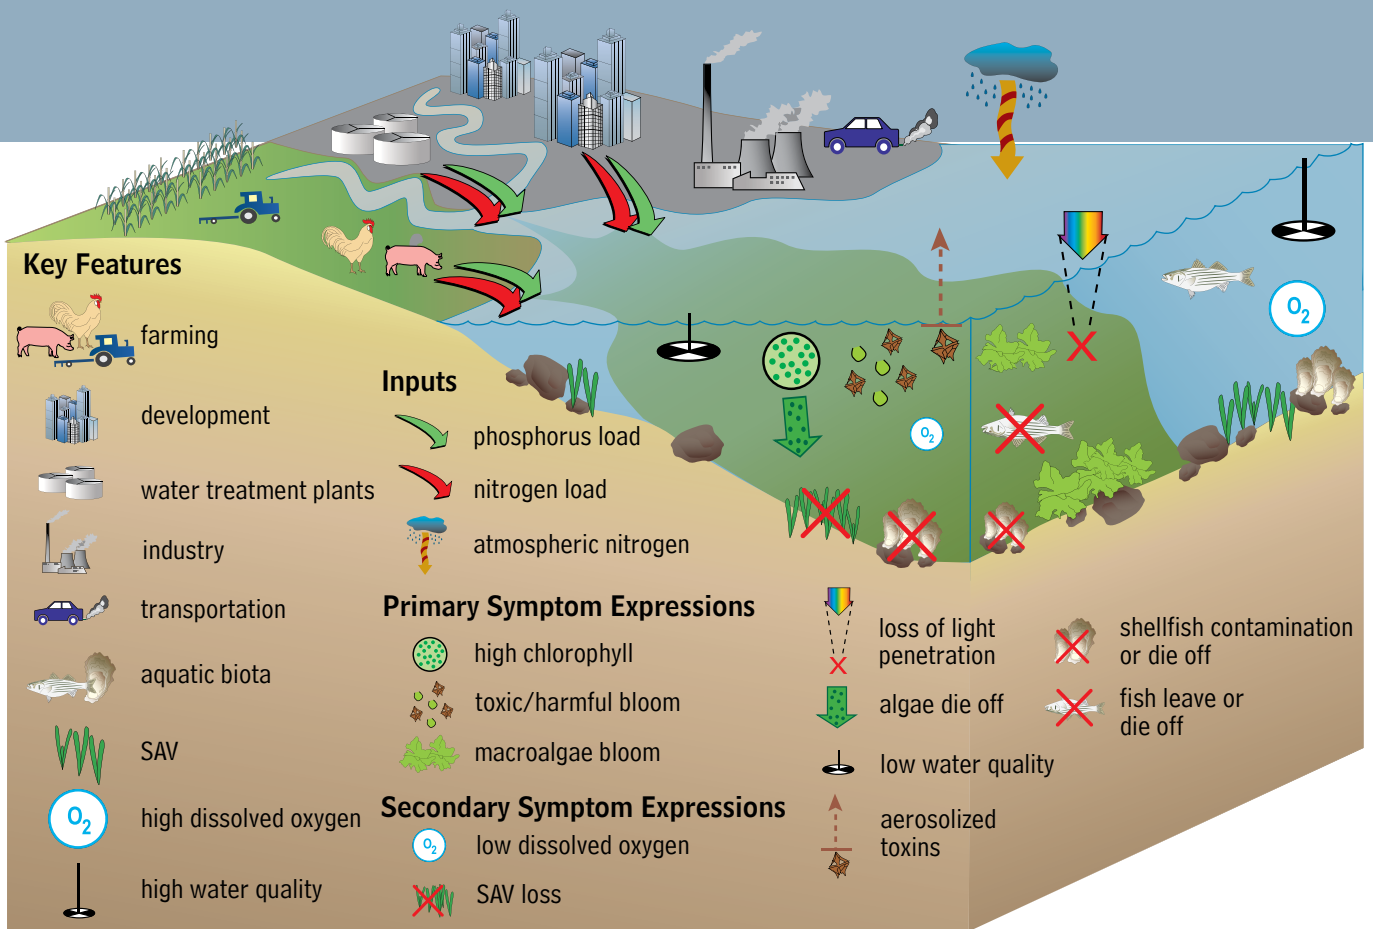 Key Features
farming
development
water treatment plants
industry
transportation
aquatic biota
SAV
O2
high dissolved oxygen
high water quality
Inputs
phosphorus load
nitrogen load
atmospheric nitrogen
Primary Symptom Expressions
high chlorophyll
toxic/harmful bloom
macroalgae bloom
Secondary Symptom Expressions
O2
low dissolved oxygen
SAV loss
loss of light
penetration
algae die off
low water quality
aerosolized
toxins
shellfish contamination
or die off
fish leave or
die off
O2
O2